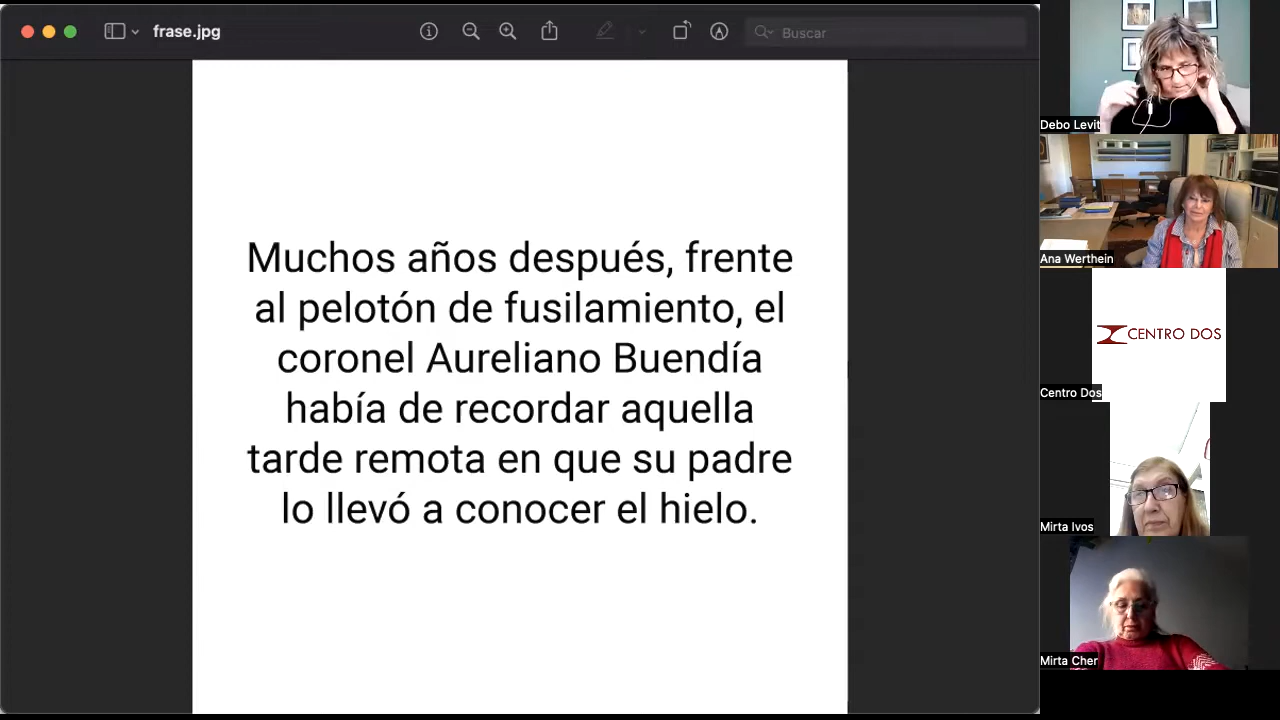 frase.jpg
Buscar
Muchos años después, frente
al pelotón de fusilamiento, el
coronel Aureliano Buendía
había de recordar aquella
tarde remota en que su padre
lo llevó a conocer el hielo.
Debo Levit
Ana Werthein
CENTRO DOS
Centro Dos
Mirta Ivos
Mirta Cher